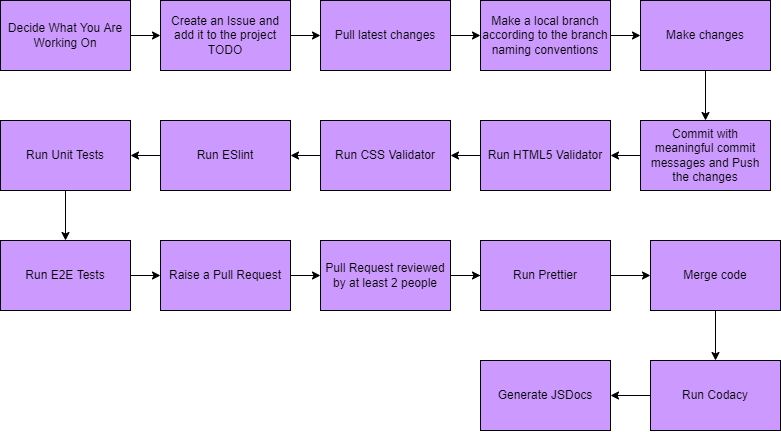 Decide What You Are
Working On
Create an Issue and
add it to the project
TODO
Pull latest changes
Make a local branch
according to the branch
naming conventions
Make changes
Commit with
meaningful commit
messages and Push
the changes
Run HTML5 Validator
Run CSS Validator
Run ESlint
Run Unit Tests
Run E2E Tests
Raise a Pull Request
Pull Request reviewed
by at least 2 people
Run Prettier
Merge code
Run Codacy
Generate JSDocs